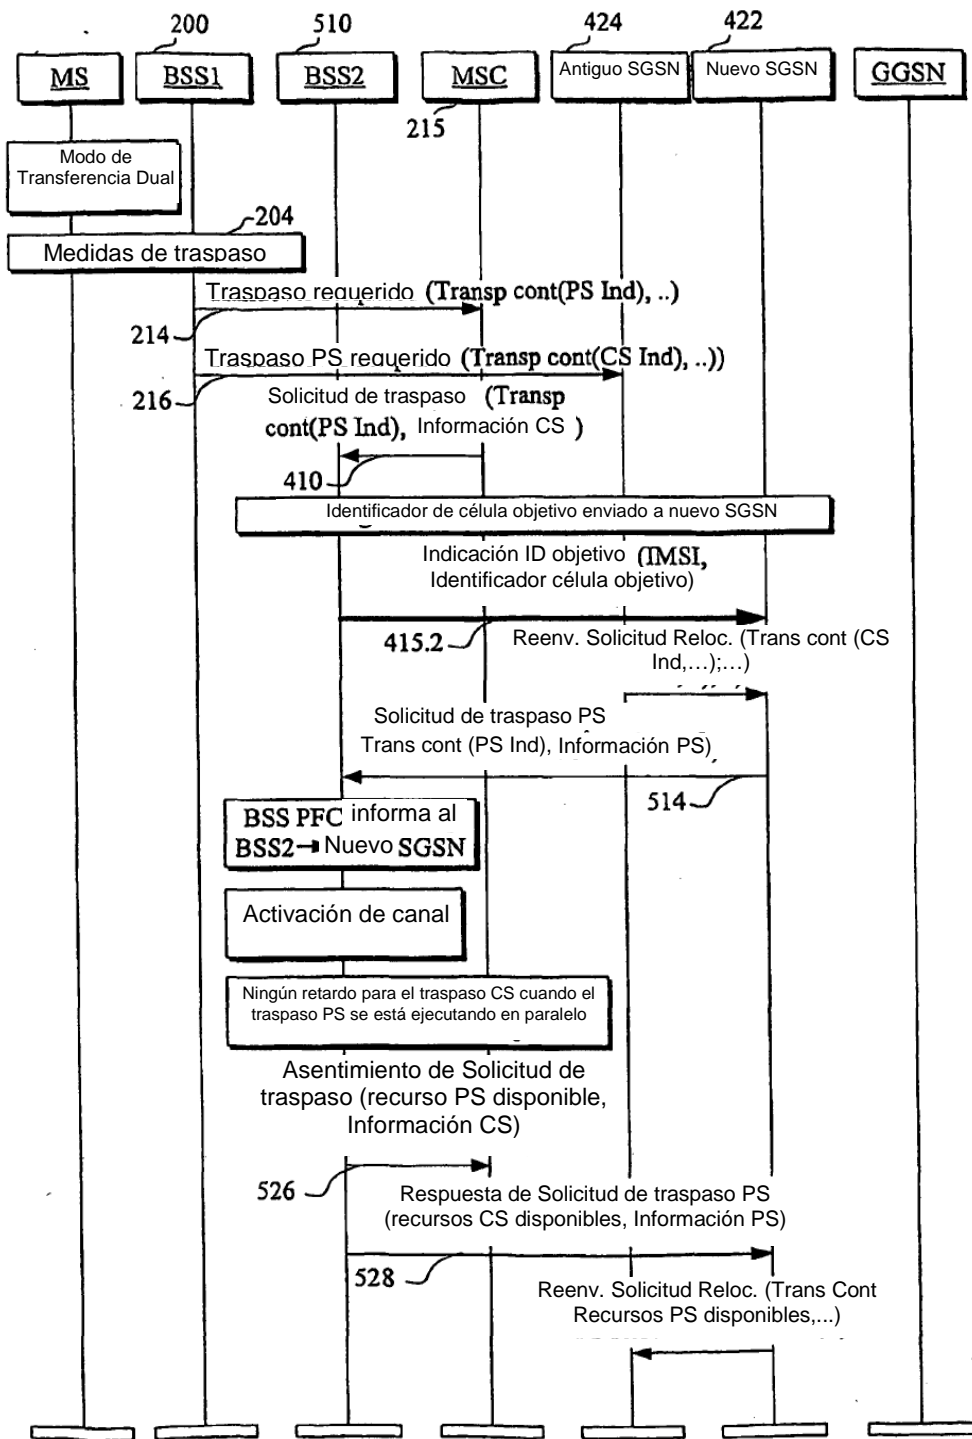 200 510 424 422
MS BSS1 BSS2 MSC Antiguo SGSN Nuevo SGSN GGSN
215
Modo de
Transferencia Dual
204
Medidas de traspaso
Traspaso requerido (Transp cont(PS Ind), ..)
214
Traspaso PS requerido (Transp cont(CS Ind), ..))
216
Solicitud de traspaso (Transp
cont(PS Ind), Información CS )
410
Identificador de célula objetivo enviado a nuevo SGSN
Indicación ID objetivo (IMSI,
Identificador célula objetivo)
415.2
Reenv. Solicitud Reloc. (Trans cont (CS
Ind,...);...)
Solicitud de traspaso PS
Trans cont (PS Ind), Información PS)
514
BSS PFC informa al
BSS2→ Nuevo SGSN
Activación de canal
Ningún retardo para el traspaso CS cuando el
traspaso PS se está ejecutando en paralelo
Asentimiento de Solicitud de
traspaso (recurso PS disponible,
Información CS)
526
Respuesta de Solicitud de traspaso PS
(recursos CS disponibles, Información PS)
528
Reenv. Solicitud Reloc. (Trans Cont
Recursos PS disponibles,...)